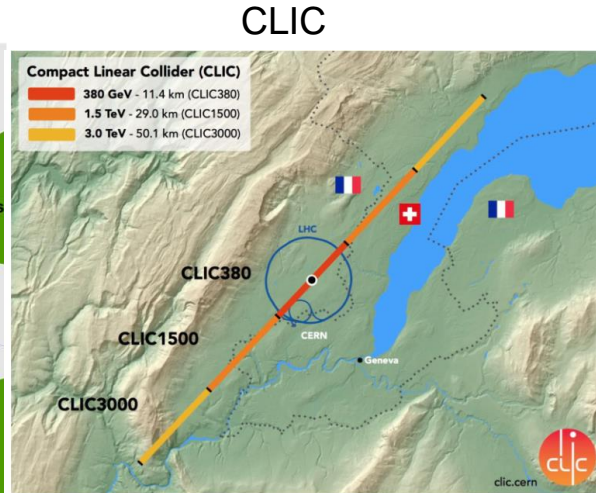 CLIC
Compact Linear Collider (CLIC)
380 GeV - 11.4 km (CLIC380)
1.5 TeV - 29.0 km (CLIC1500)
3.0 TeV - 50.1 km (CLIC3000)
s
LHC
CLIC380
CLIC1500
CERN
Geneva
CLIC3000
clic.cern
clic